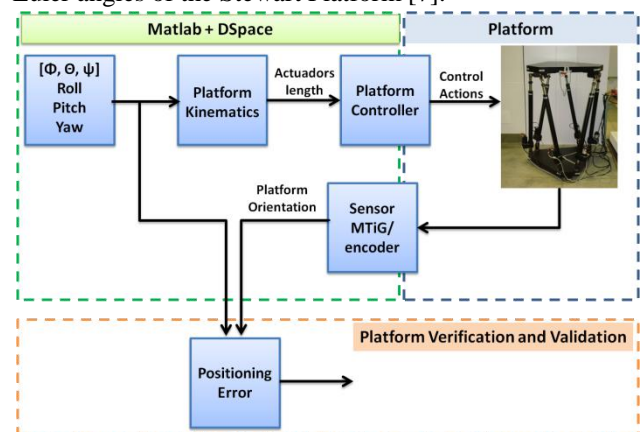 Euler angles of the Stewart Platform [7].
Matlab + DSpace
Platform
[Φ, Θ, ψ]
Roll
Pitch
Yaw
Platform
Kinematics
Actuadors
length
Platform
Controller
Control
Actions
Platform
Orientation
Sensor
MTiG/
encoder
Platform Verification and Validation
Positioning
Error